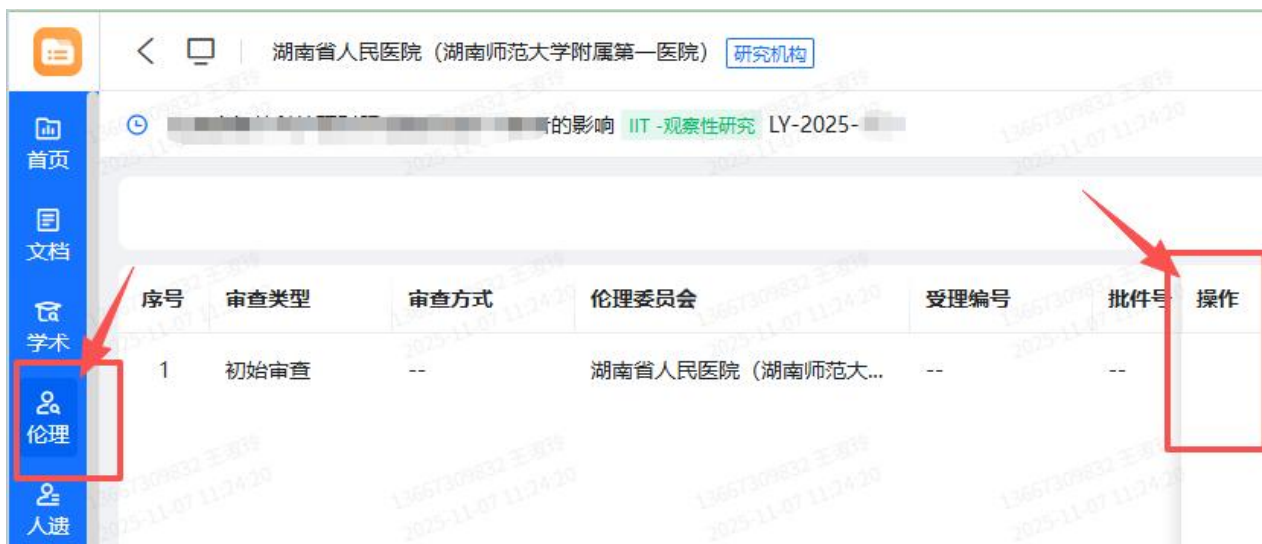 湖南省人民医院（湖南师范大学附属第一医院） 研究机构
的影响 IIT -观察性研究 LY-2025-
首页
文档
学术
伦理
人遗
序号 审查类型 审查方式 伦理委员会 受理编号 批件号 操作
1 初始审查 -- 湖南省人民医院（湖南师范大... -- --